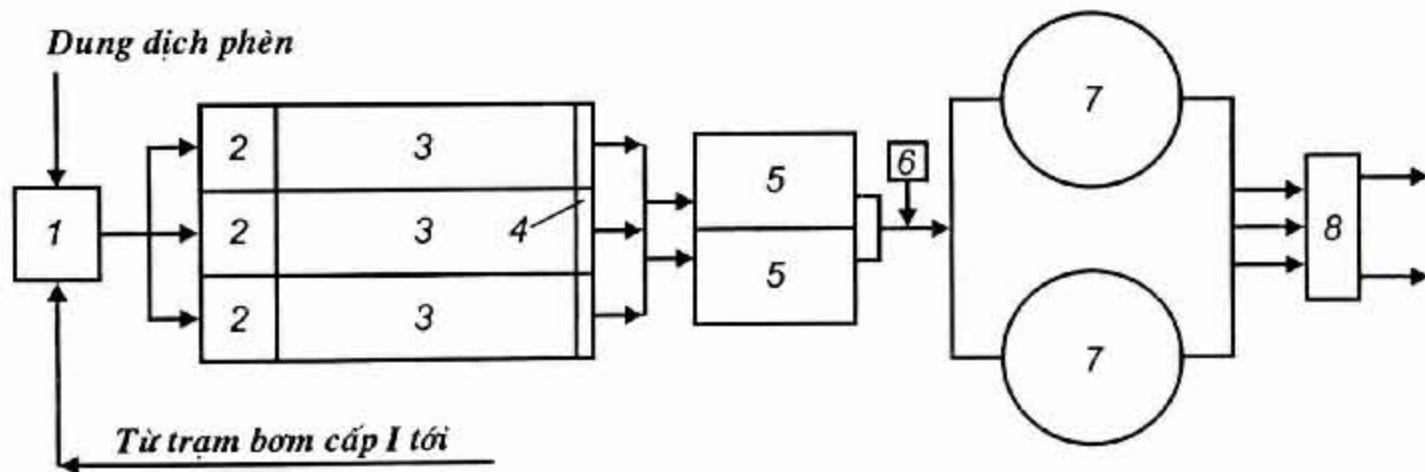 Dung dịch phèn
2 3
7
1 2 3 4 5 6 8
2 3 5
7
Từ trạm bơm cấp I tới